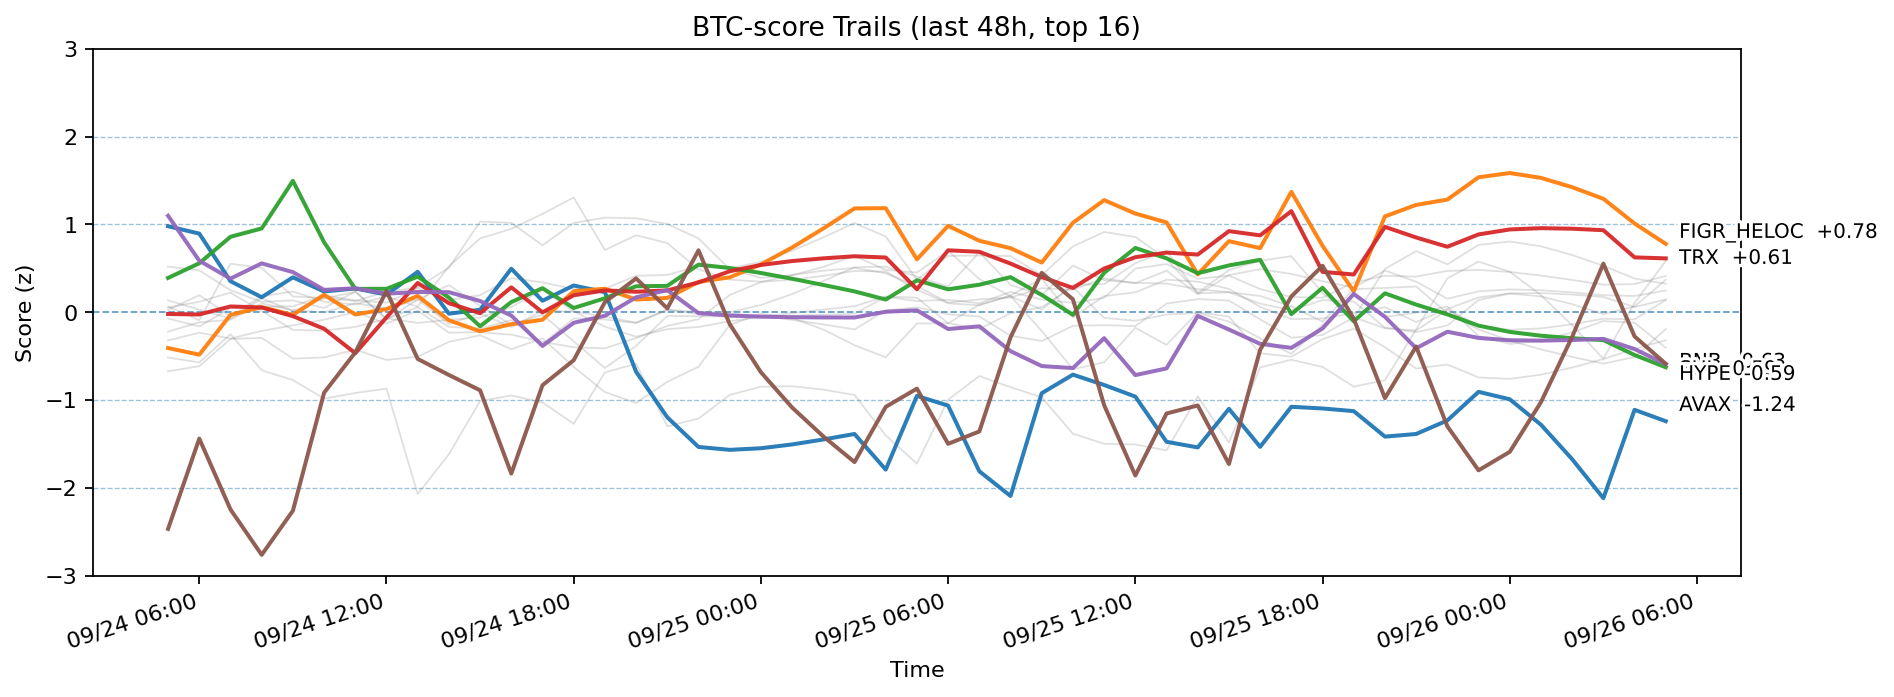 BTC-score Trails (last 48h, top 16)
Score (z)
3
2
1
0
−1
−2
−3
FIGR_HELOC +0.78
TRX +0.61
BNB -0.63
HYPE -0.59
AVAX -1.24
09/24 06:00
09/24 12:00
09/24 18:00
09/25 00:00
09/25 06:00
09/25 12:00
09/25 18:00
09/26 00:00
09/26 06:00
Time